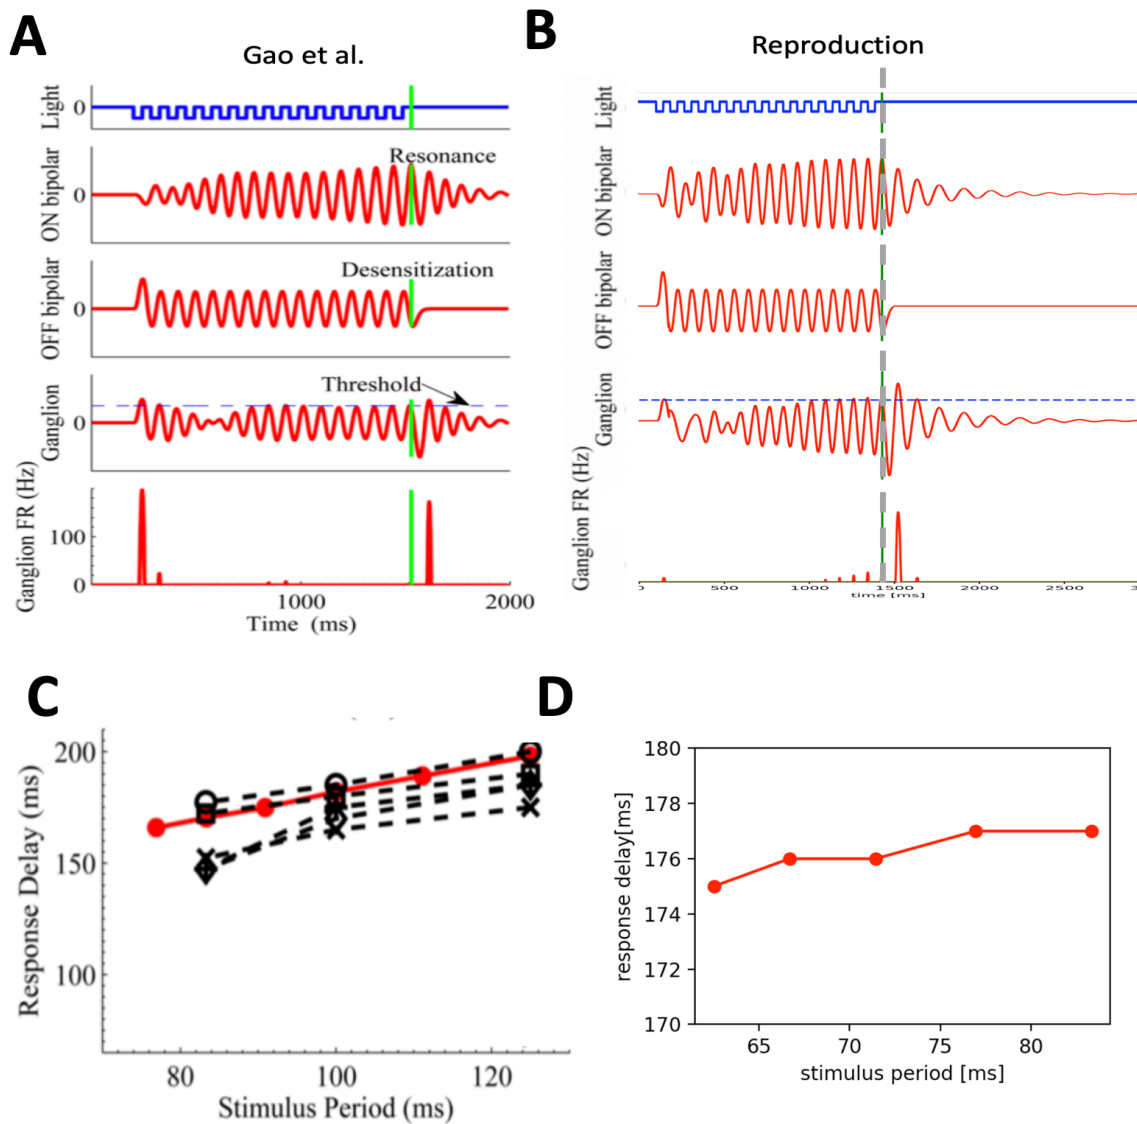 A
Gao et al.
B
Reproduction
Light
0
ON bipolar
0
Resonance
OFF bipolar
0
Desensitization
Ganglion
0
Threshold
Ganglion FR (Hz)
100
0
1000
2000
Time (ms)
Light
ON bipolar
OFF bipolar
Ganglion
Ganglion FR (Hz)
500
1000
1500
2000
2500
time [ms]
C
Response Delay (ms)
200
150
100
80
100
120
Stimulus Period (ms)
D
response delay[ms]
180
178
176
174
172
170
65
70
75
80
stimulus period [ms]